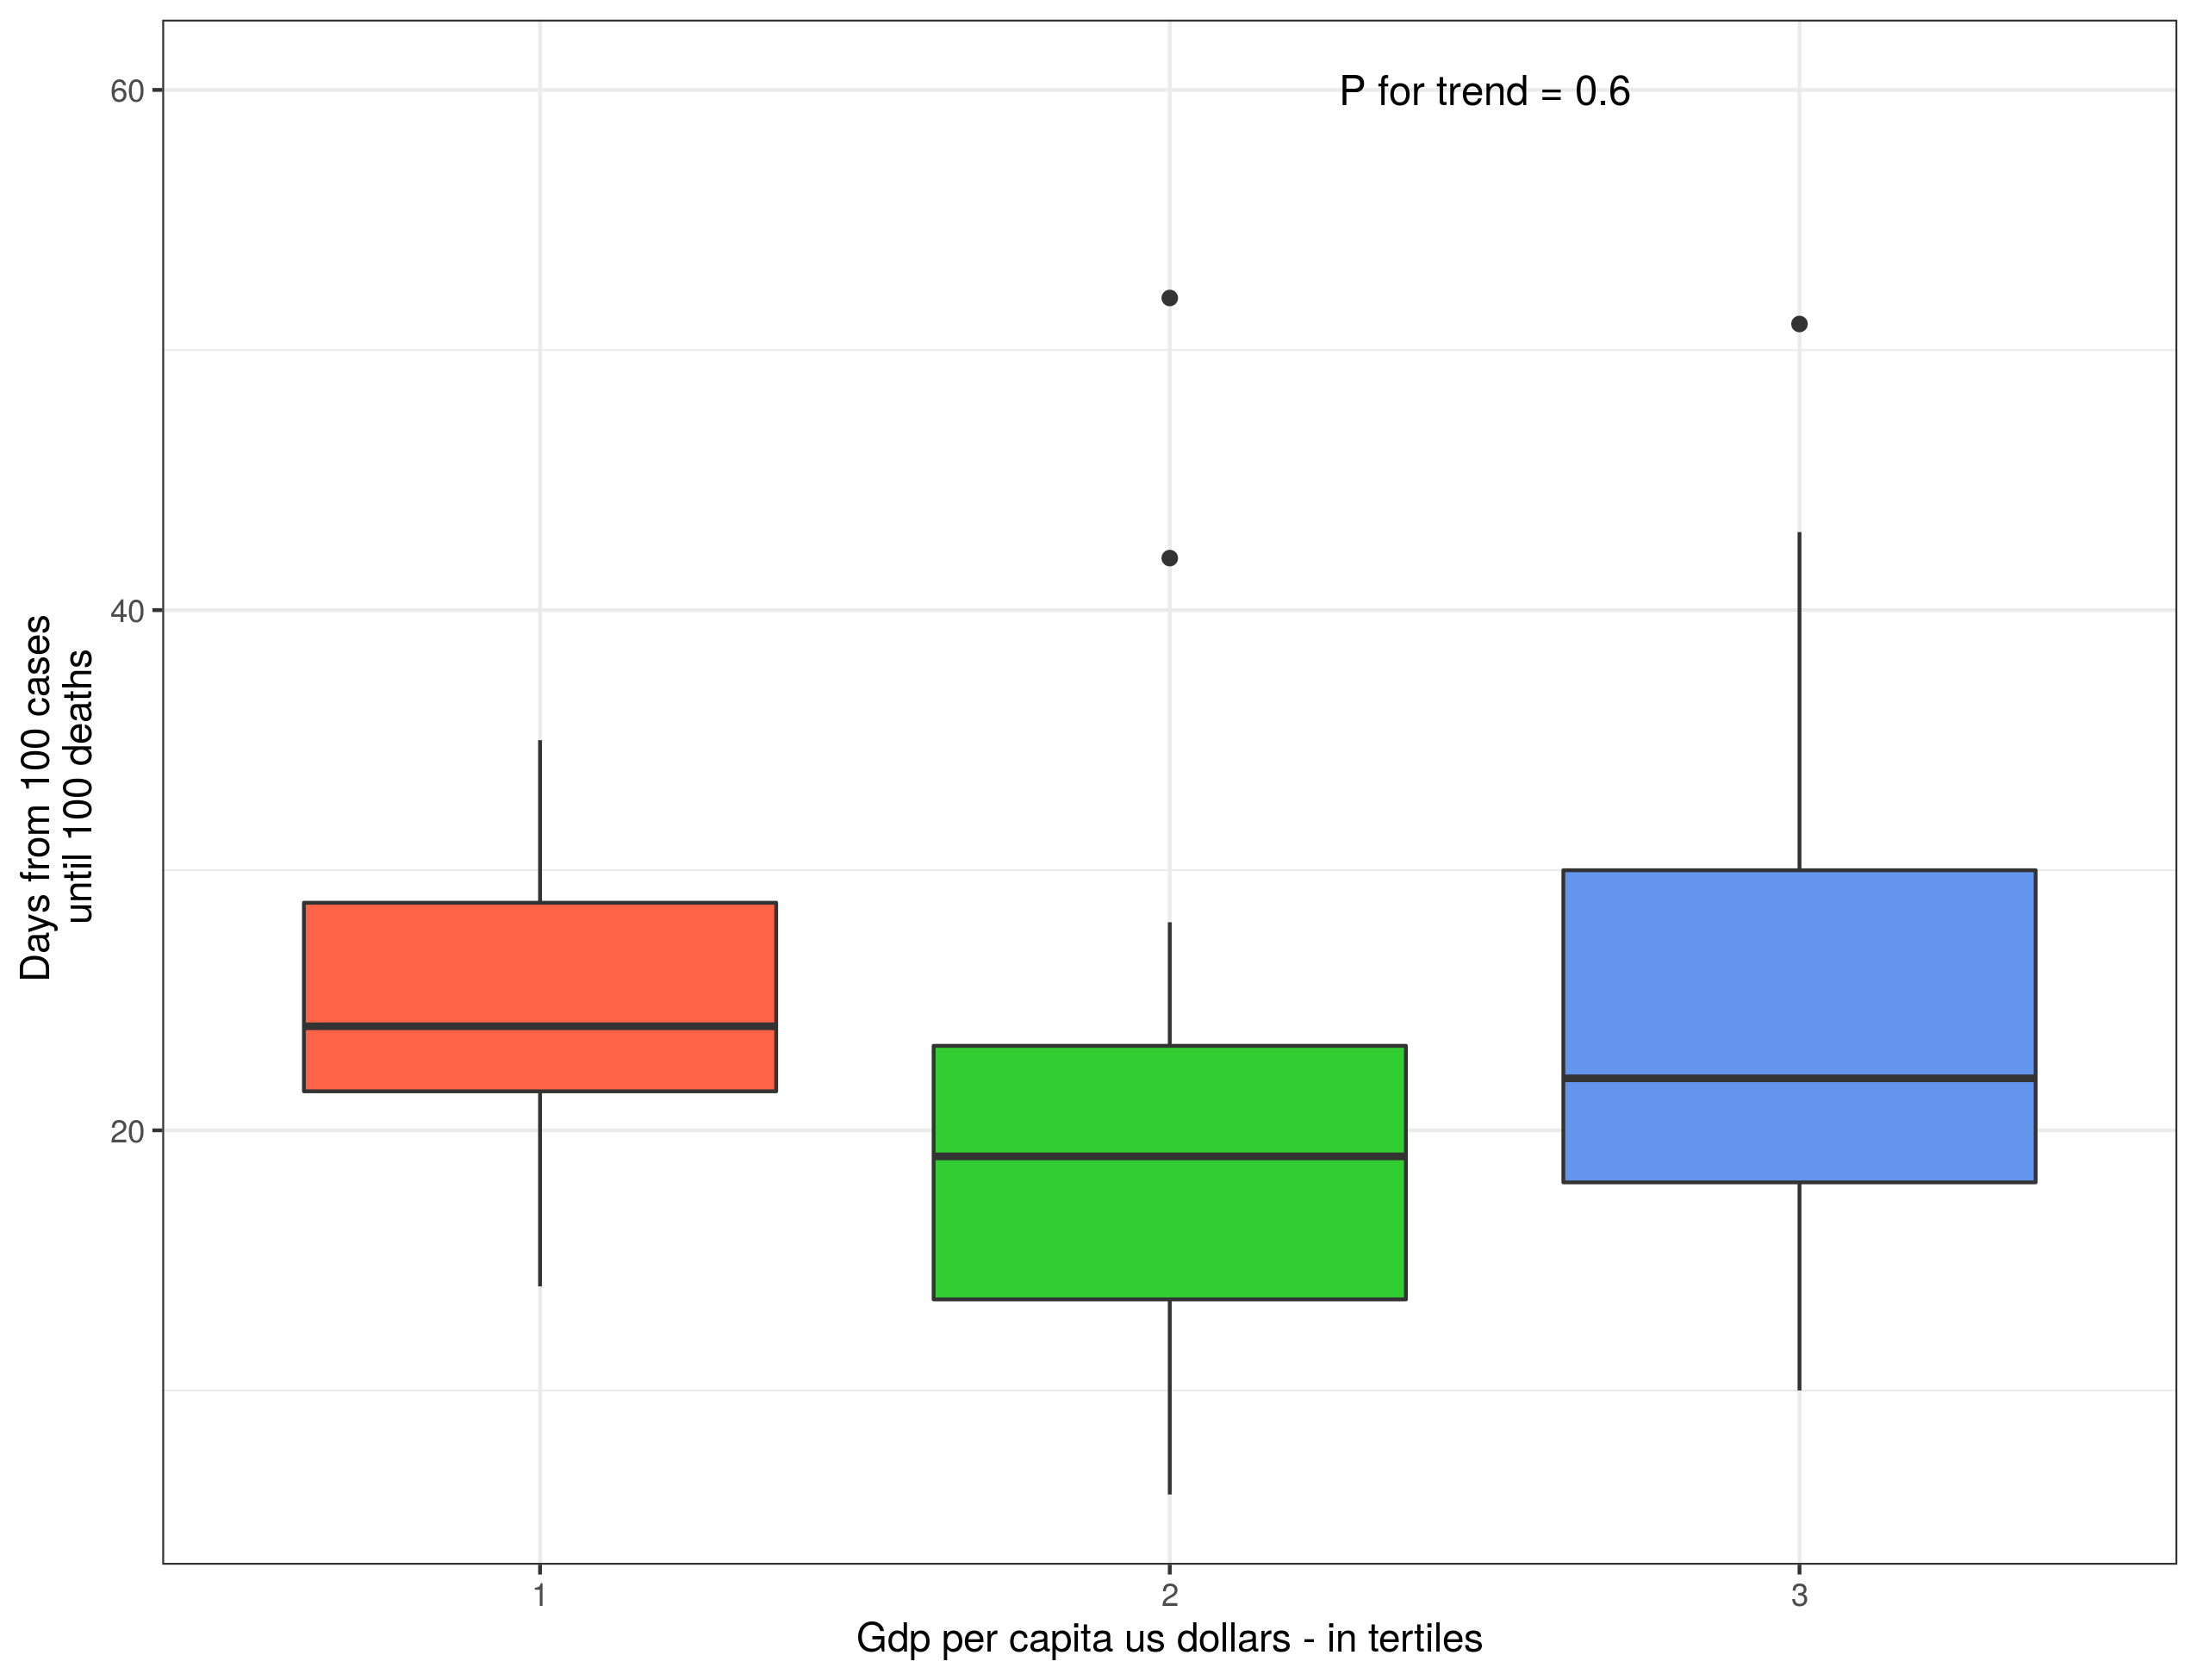 P for trend = 0.6
60
40
20
Days from 100 cases
until 100 deaths
1
2
3
Gdp per capita us dollars - in tertiles